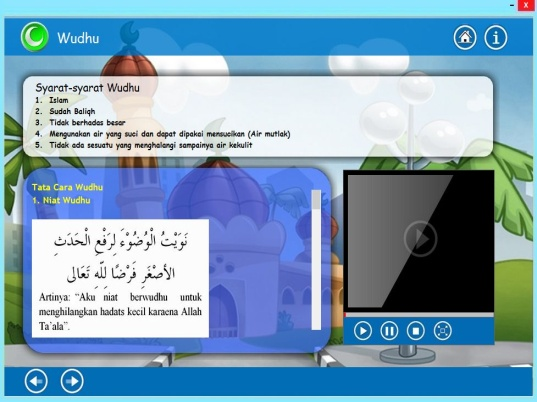 Wudhu
Syarat-syarat Wudhu
1. Islam
2. Sudah Baligh
3. Tidak berhadas besar
4. Mengunakan air yang suci dan dapat dipakai mensucikan (Air mutlak)
5. Tidak ada sesuatu yang menghalangi sampainya air kekulit
Tata Cara Wudhu
1. Niat Wudhu
نَوَيْتُ الْوُضُوْءَ لِرَفْعِ الْحَدَثِ
الأَصْغَرِ فَرْضًا لِلّٰهِ تَعَالَى
Artinya: “Aku niat berwudhu untuk
menghilangkan hadats kecil karaena Allah
Ta`ala”.